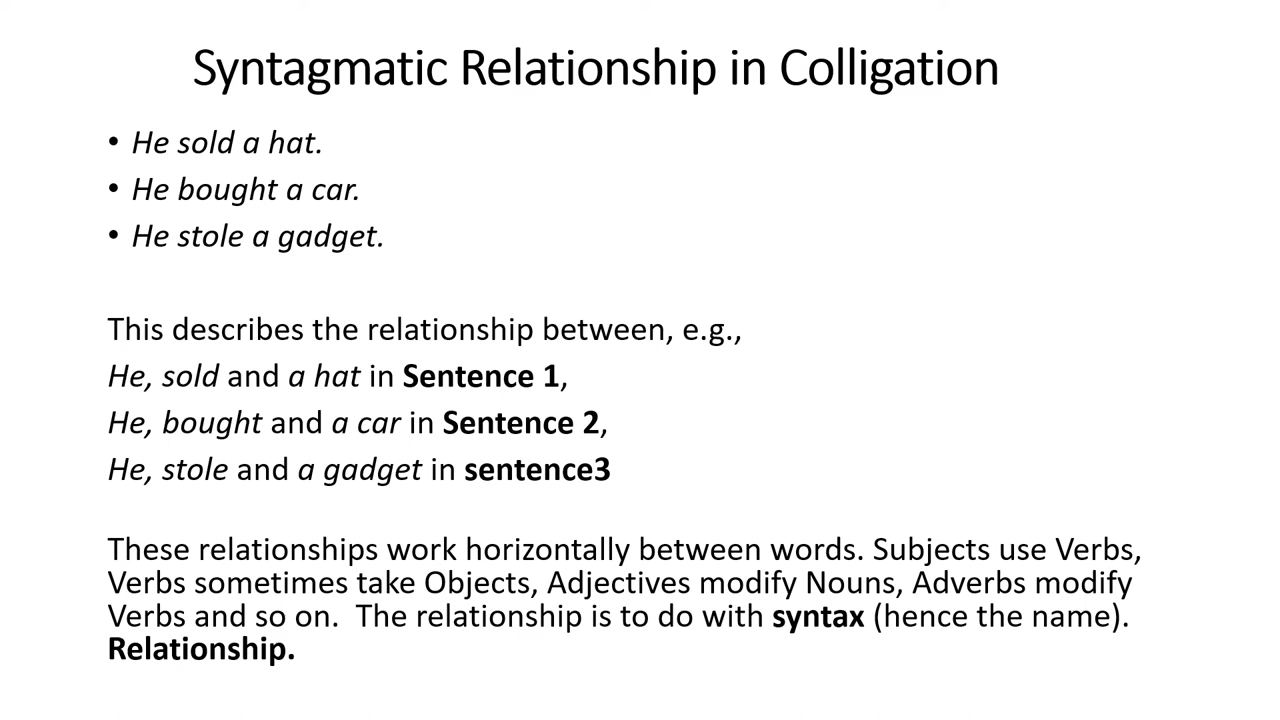 Syntagmatic Relationship in Colligation
• He sold a hat.
• He bought a car.
• He stole a gadget.
This describes the relationship between, e.g.,
He, sold and a hat in Sentence 1,
He, bought and a car in Sentence 2,
He, stole and a gadget in sentence3
These relationships work horizontally between words. Subjects use Verbs,
Verbs sometimes take Objects, Adjectives modify Nouns, Adverbs modify
Verbs and so on.  The relationship is to do with syntax (hence the name).
Relationship.